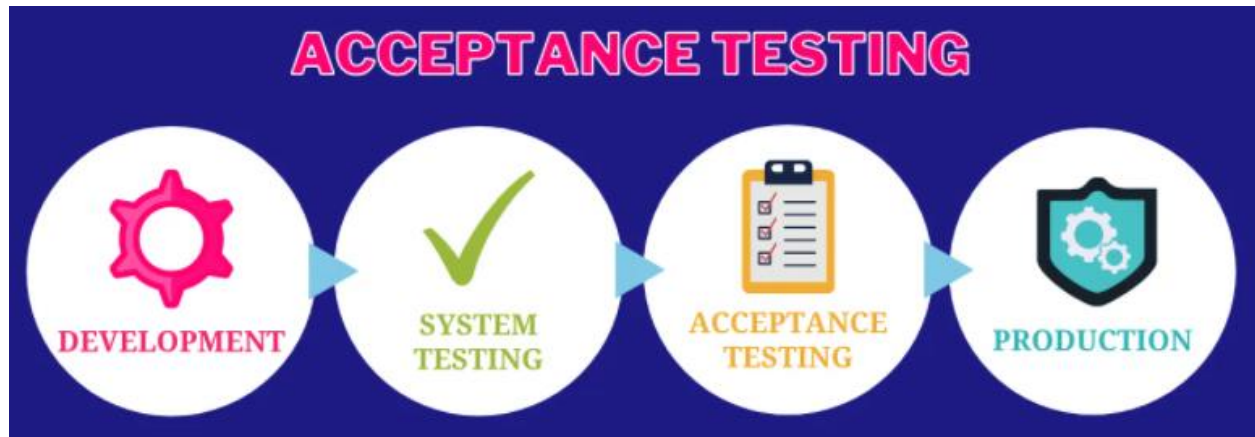 ACCEPTANCE TESTING
DEVELOPMENT
SYSTEM
TESTING
ACCEPTANCE
TESTING
PRODUCTION